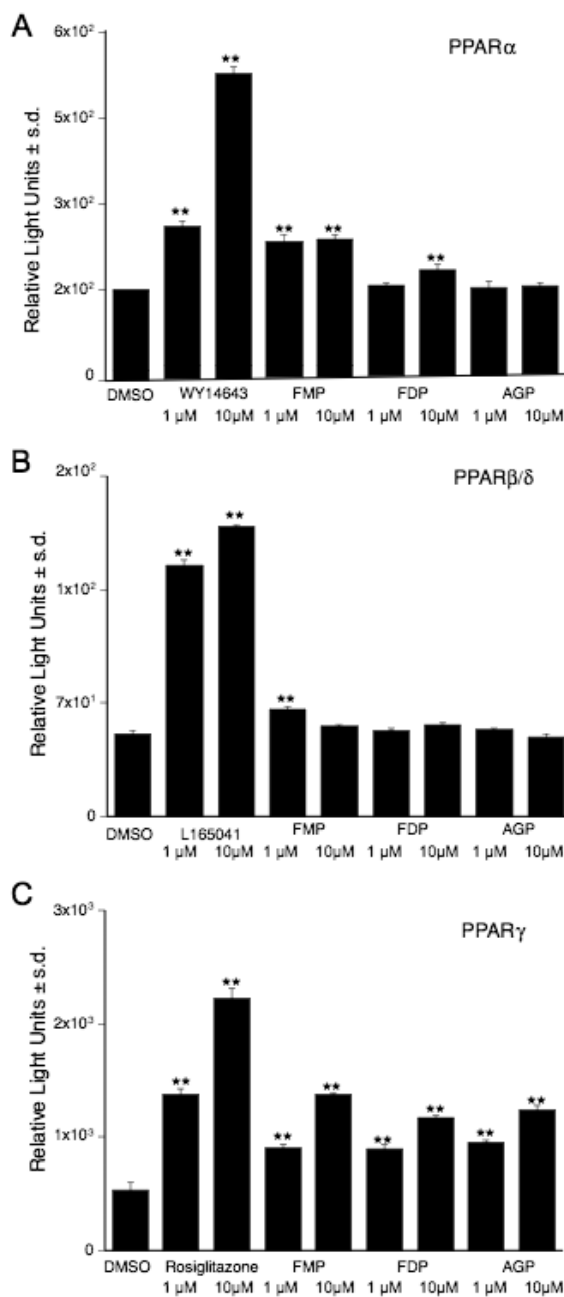 A
PPARα
Relative Light Units ± s.d.
6x10²
5x10²
3x10²
2x10²
0
★★ ★★ ★★ ★★ ★★
DMSO WY14643 FMP FDP AGP
1 µM 10µM 1 µM 10µM 1 µM 10µM 1 µM 10µM
B
PPARβ/δ
Relative Light Units ± s.d.
2x10²
1x10²
7x10¹
0
★★ ★★ ★★
DMSO L165041 FMP FDP AGP
1 µM 10µM 1 µM 10µM 1 µM 10µM 1 µM 10µM
C
PPARγ
Relative Light Units ± s.d.
3x10³
2x10³
1x10³
0
★★ ★★ ★★ ★★ ★★ ★★ ★★ ★★
DMSO Rosiglitazone FMP FDP AGP
1 µM 10µM 1 µM 10µM 1 µM 10µM 1 µM 10µM